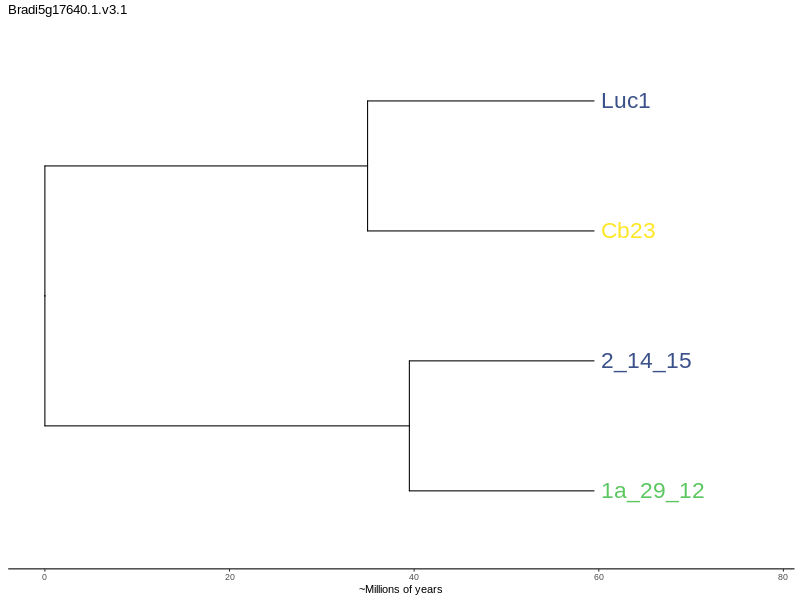 Bradi5g17640.1.v3.1
Luc1
Cb23
2_14_15
1a_29_12
0 20 40 60 80
~Millions of years